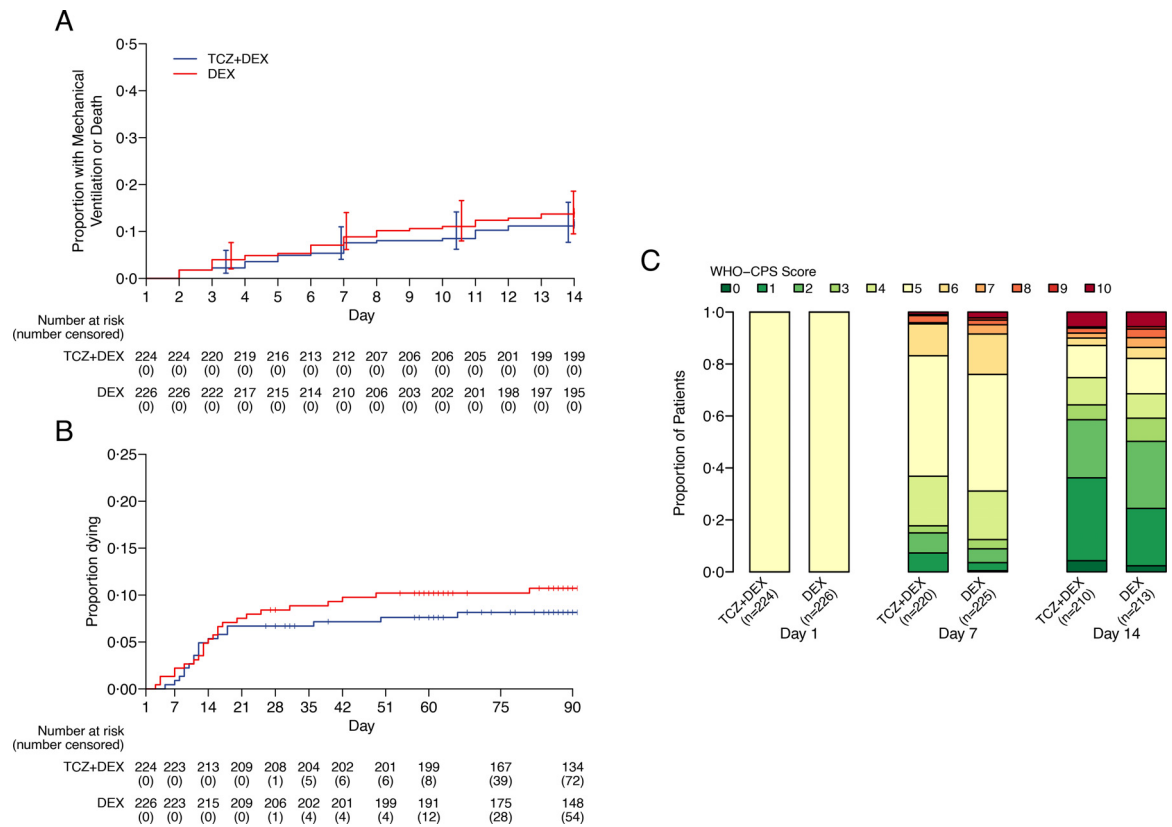 A
0·5
0·4
0·3
0·2
0·1
0·0
Proportion with Mechanical
Ventilation or Death
TCZ+DEX
DEX
1 2 3 4 5 6 7 8 9 10 11 12 13 14
Day
Number at risk
(number censored)
TCZ+DEX 224 224 220 219 216 213 212 207 206 206 205 201 199 199
(0) (0) (0) (0) (0) (0) (0) (0) (0) (0) (0) (0) (0) (0)
DEX 226 226 222 217 215 214 210 206 203 202 201 198 197 195
(0) (0) (0) (0) (0) (0) (0) (0) (0) (0) (0) (0) (0) (0)
B
0·25
0·20
0·15
0·10
0·05
0·00
Proportion dying
1 7 14 21 28 35 42 51 60 75 90
Day
Number at risk
(number censored)
TCZ+DEX 224 223 213 209 208 204 202 201 199 167 134
(0) (0) (0) (0) (1) (5) (6) (6) (8) (39) (72)
DEX 226 223 215 209 206 202 201 199 191 175 148
(0) (0) (0) (0) (1) (4) (4) (4) (12) (28) (54)
C
WHO−CPS Score
0 1 2 3 4 5 6 7 8 9 10
1·0
0·8
0·6
0·4
0·2
0·0
Proportion of Patients
TCZ+DEX
(n=224)
DEX
(n=226)
TCZ+DEX
(n=220)
DEX
(n=225)
TCZ+DEX
(n=210)
DEX
(n=213)
Day 1 Day 7 Day 14